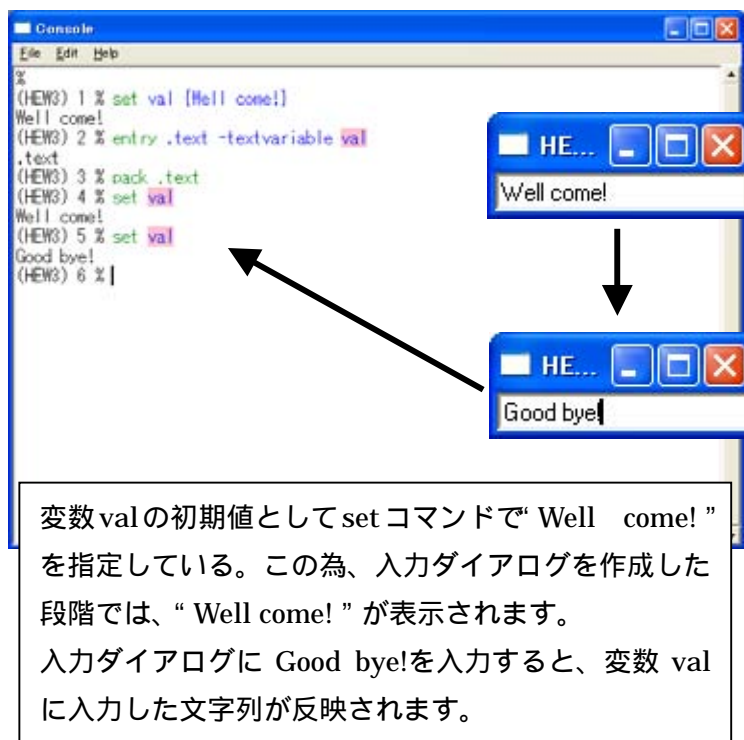 Console
File Edit Help
%
(HEW3) 1 % set val {Well come!}
Well come!
(HEW3) 2 % entry .text -textvariable val
.text
(HEW3) 3 % pack .text
(HEW3) 4 % set val
Well come!
(HEW3) 5 % set val
Good bye!
(HEW3) 6 %
HE...
Well come!
HE...
Good bye!
変数valの初期値としてsetコマンドで“Well come!”
を指定している。この為、入力ダイアログを作成した
段階では、“Well come!”が表示されます。
入力ダイアログに Good bye!を入力すると、変数 val
に入力した文字列が反映されます。